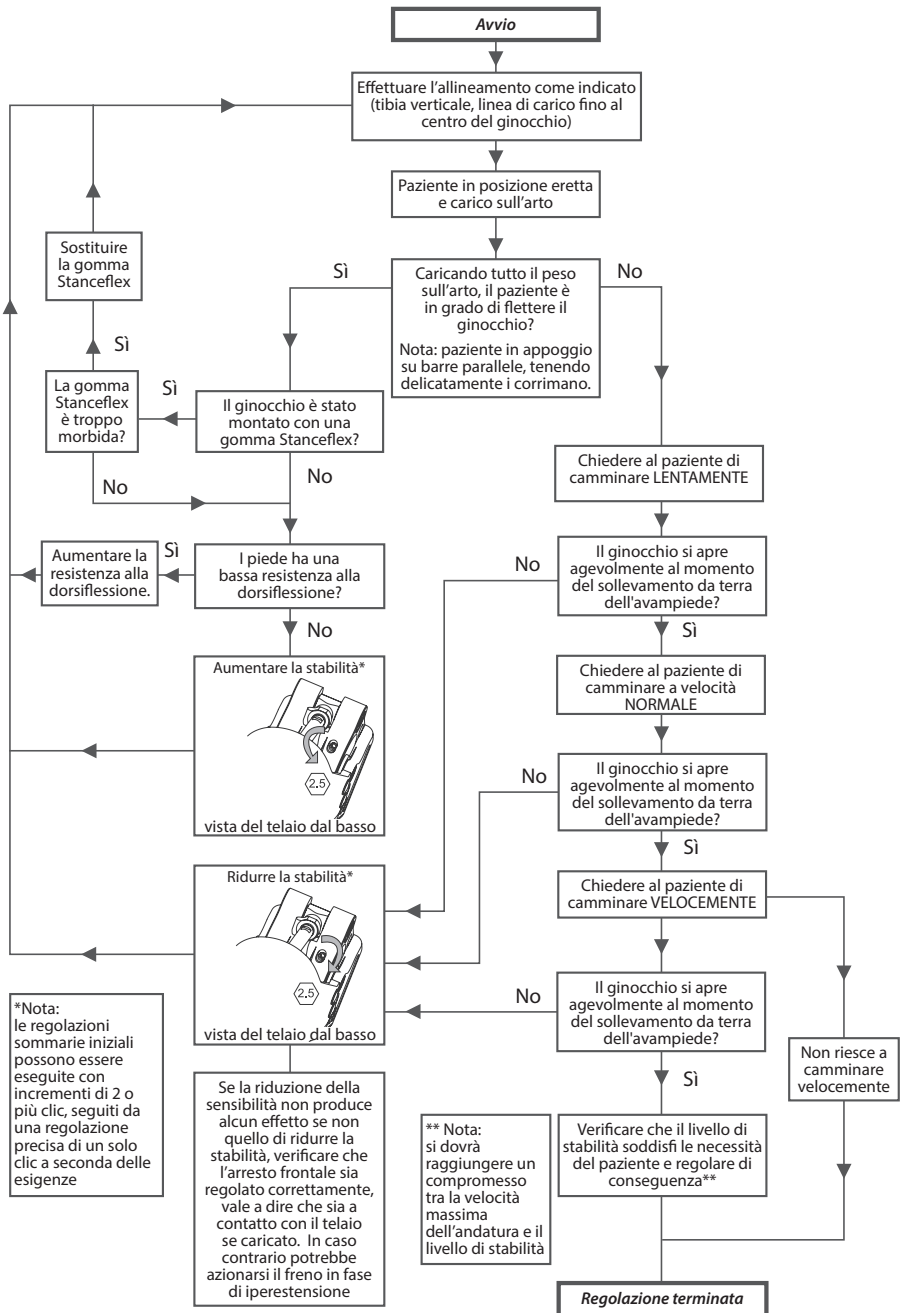 Avvio
Effettuare l'allineamento come indicato
(tibia verticale, linea di carico fino al
centro del ginocchio)
Paziente in posizione eretta
e carico sull'arto
Caricando tutto il peso
sull'arto, il paziente è
in grado di flettere il
ginocchio?
Nota: paziente in appoggio
su barre parallele, tenendo
delicatamente i corrimano.
Sì
No
Sostituire
la gomma
Stanceflex
Sì
La gomma
Stanceflex
è troppo
morbida?
Sì
Il ginocchio è stato
montato con una
gomma Stanceflex?
No
No
Aumentare la
resistenza alla
dorsiflessione.
Sì
I piede ha una
bassa resistenza alla
dorsiflessione?
No
Aumentare la stabilità*
2.5
vista del telaio dal basso
Ridurre la stabilità*
2.5
vista del telaio dal basso
Se la riduzione della
sensibilità non produce
alcun effetto se non
quello di ridurre la
stabilità, verificare che
l'arresto frontale sia
regolato correttamente,
vale a dire che sia a
contatto con il telaio
se caricato. In caso
contrario potrebbe
azionarsi il freno in fase
di iperestensione
*Nota:
le regolazioni
sommarie iniziali
possono essere
eseguite con
incrementi di 2 o
più clic, seguiti da
una regolazione
precisa di un solo
clic a seconda delle
esigenze
Chiedere al paziente di
camminare LENTAMENTE
Il ginocchio si apre
agevolmente al momento
del sollevamento da terra
dell'avampiede?
No
Sì
Chiedere al paziente di
camminare a velocità
NORMALE
Il ginocchio si apre
agevolmente al momento
del sollevamento da terra
dell'avampiede?
No
Sì
Chiedere al paziente di
camminare VELOCEMENTE
Il ginocchio si apre
agevolmente al momento
del sollevamento da terra
dell'avampiede?
No
Sì
Non riesce a
camminare
velocemente
Verificare che il livello di
stabilità soddisfi le necessità
del paziente e regolare di
conseguenza**
** Nota:
si dovrà
raggiungere un
compromesso
tra la velocità
massima
dell'andatura e il
livello di stabilità
Regolazione terminata